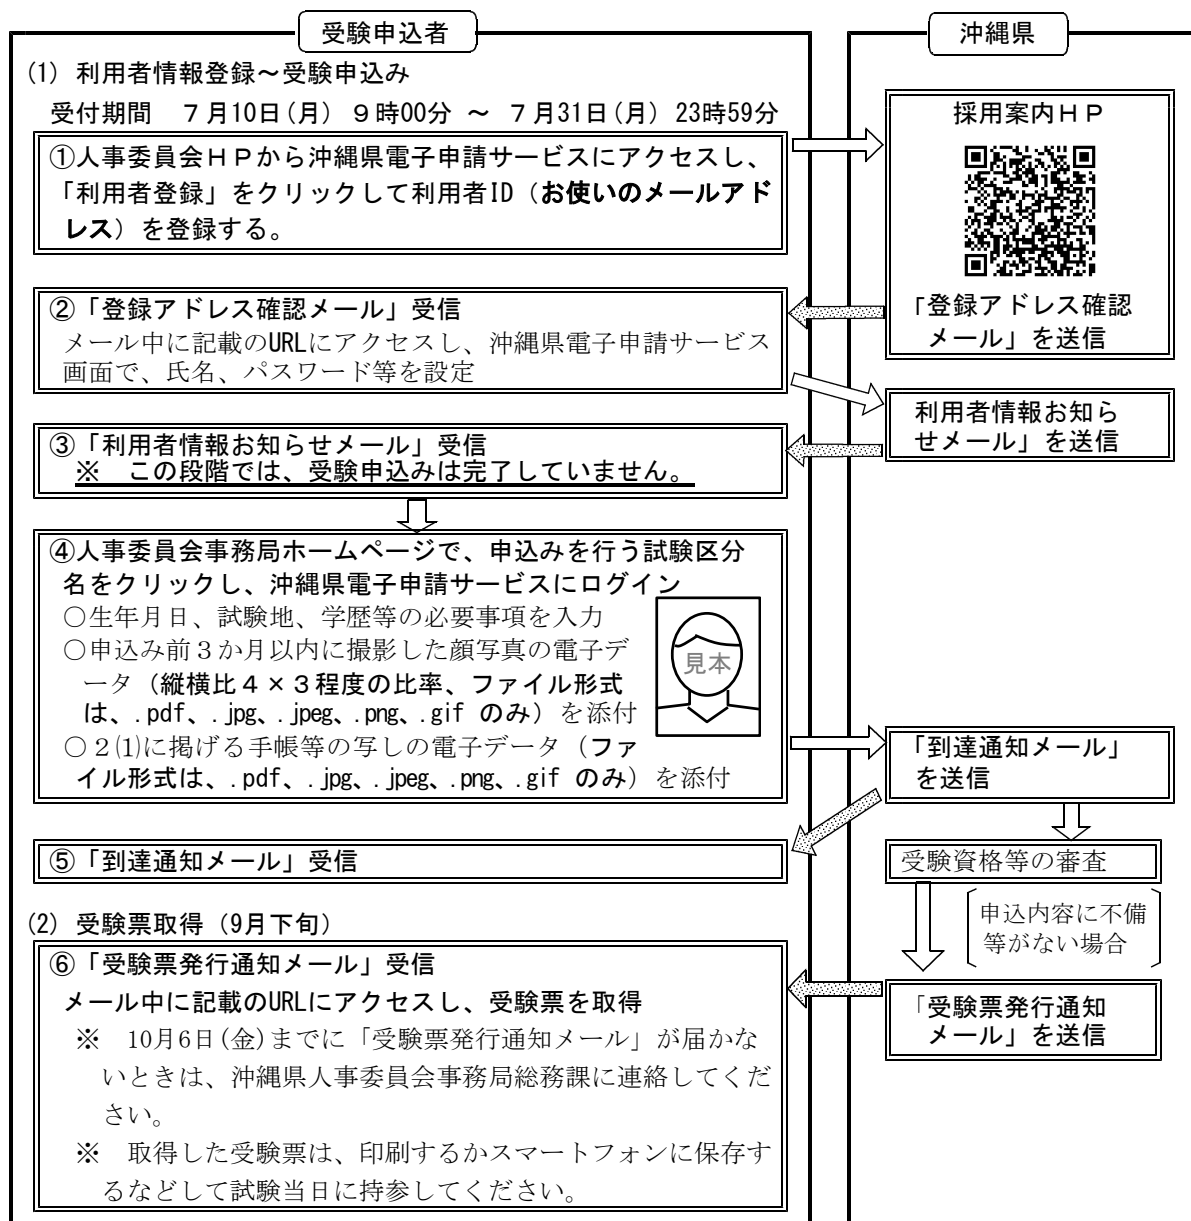 受験申込者
(1) 利用者情報登録～受験申込み
受付期間　７月10日(月) ９時00分 ～ ７月31日(月) 23時59分
①人事委員会ＨＰから沖縄県電子申請サービスにアクセスし、
「利用者登録」をクリックして利用者ID（お使いのメールアド
レス）を登録する。
②「登録アドレス確認メール」受信
メール中に記載のURLにアクセスし、沖縄県電子申請サービス
画面で、氏名、パスワード等を設定
③「利用者情報お知らせメール」受信
※　この段階では、受験申込みは完了していません。
④人事委員会事務局ホームページで、申込みを行う試験区分
名をクリックし、沖縄県電子申請サービスにログイン
○生年月日、試験地、学歴等の必要事項を入力
○申込み前３か月以内に撮影した顔写真の電子デ
ータ（縦横比４×３程度の比率、ファイル形式
は、.pdf、.jpg、.jpeg、.png、.gif のみ）を添付
見本
○２(1)に掲げる手帳等の写しの電子データ（ファ
イル形式は、.pdf、.jpg、.jpeg、.png、.gif のみ）を添付
⑤「到達通知メール」受信
(2) 受験票取得（9月下旬）
⑥「受験票発行通知メール」受信
メール中に記載のURLにアクセスし、受験票を取得
※　10月6日(金)までに「受験票発行通知メール」が届かな
いときは、沖縄県人事委員会事務局総務課に連絡してくだ
さい。
※　取得した受験票は、印刷するかスマートフォンに保存す
るなどして試験当日に持参してください。
沖縄県
採用案内ＨＰ
「登録アドレス確認
メール」を送信
利用者情報お知ら
せメール」を送信
「到達通知メール」
を送信
受験資格等の審査
申込内容に不備
等がない場合
「受験票発行通知
メール」を送信